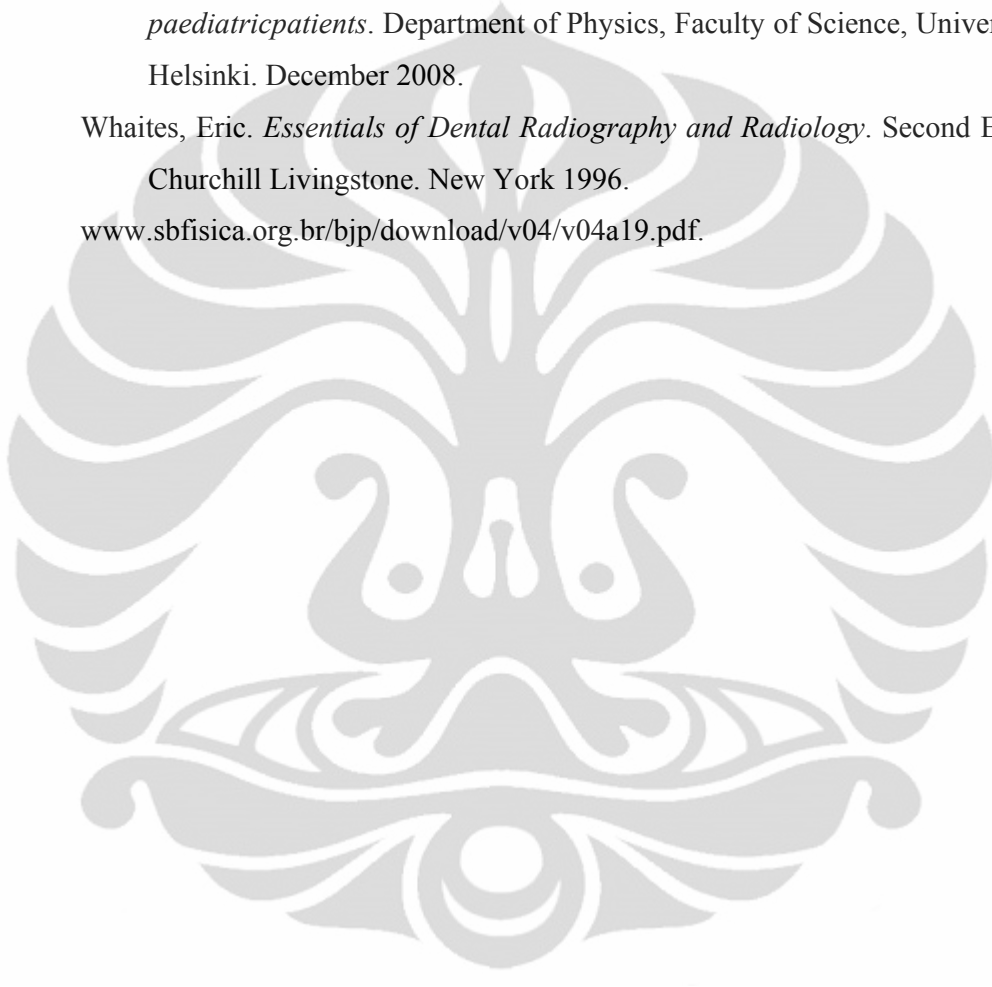 paediatricpatients. Department of Physics, Faculty of Science, Univer
Helsinki. December 2008.
Whaites, Eric. Essentials of Dental Radiography and Radiology. Second E
Churchill Livingstone. New York 1996.
www.sbfisica.org.br/bjp/download/v04/v04a19.pdf.